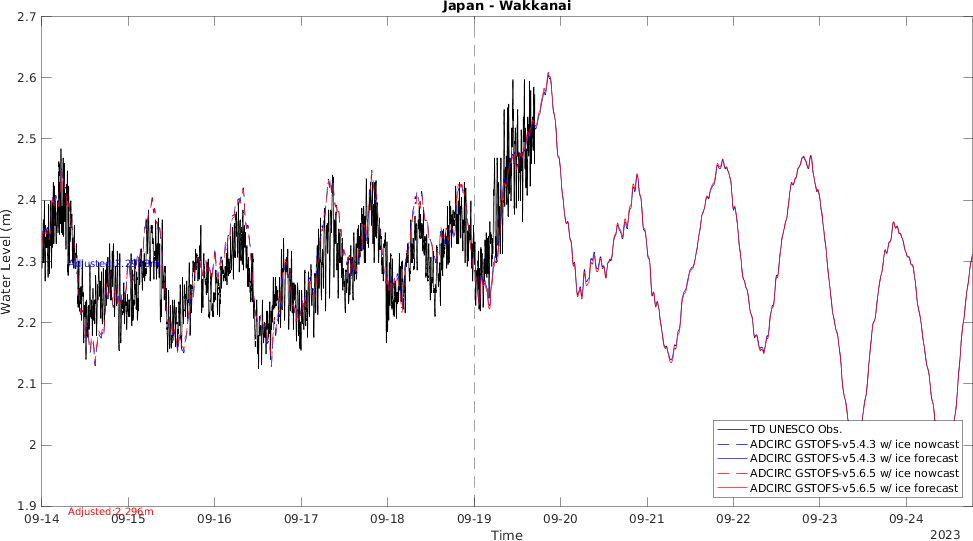 Japan - Wakkanai
2.7
2.6
2.5
2.4
2.3
2.2
2.1
2
1.9
Water Level (m)
Adjusted:2.296m
TD UNESCO Obs.
ADCIRC GSTOFS-v5.4.3 w/ ice nowcast
ADCIRC GSTOFS-v5.4.3 w/ ice forecast
ADCIRC GSTOFS-v5.6.5 w/ ice nowcast
ADCIRC GSTOFS-v5.6.5 w/ ice forecast
09-14 09-15 09-16 09-17 09-18 09-19 09-20 09-21 09-22 09-23 09-24
Time
2023